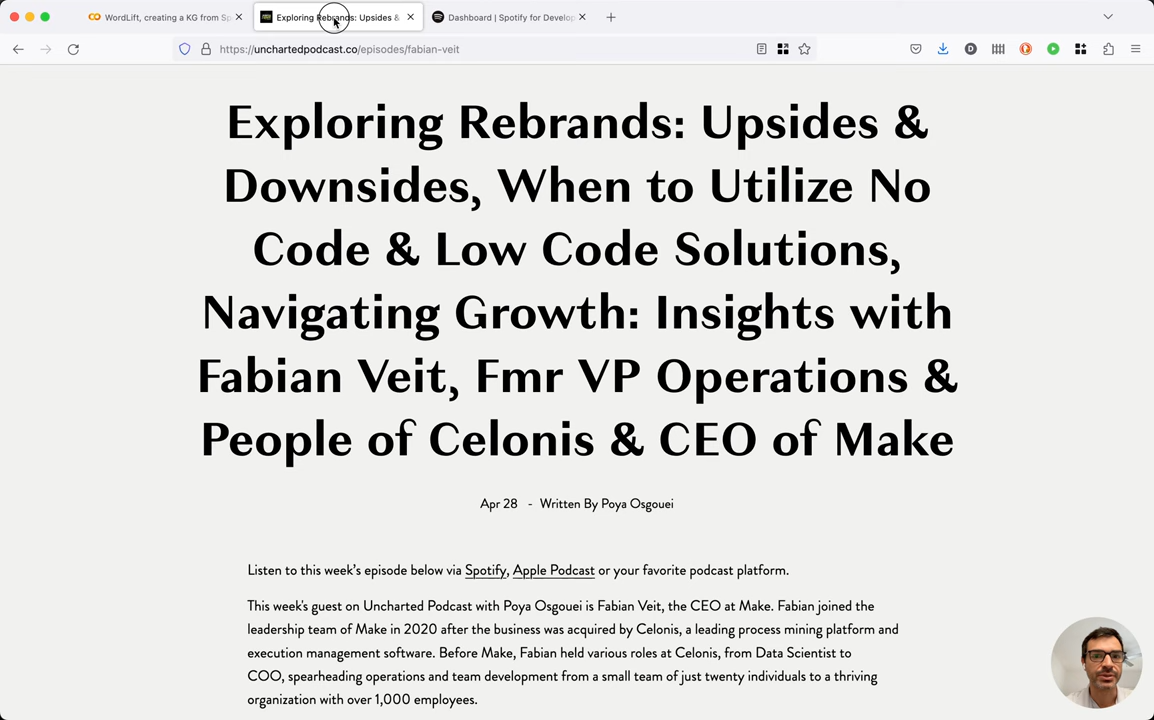 WordLift, creating a KG from Sp
Exploring Rebrands: Upsides &
Dashboard | Spotify for Develop
https://unchartedpodcast.co/episodes/fabian-veit
Exploring Rebrands: Upsides &
Downsides, When to Utilize No
Code & Low Code Solutions,
Navigating Growth: Insights with
Fabian Veit, Fmr VP Operations &
People of Celonis & CEO of Make
Apr 28 - Written By Poya Osgouei
Listen to this week’s episode below via Spotify, Apple Podcast or your favorite podcast platform.
This week's guest on Uncharted Podcast with Poya Osgouei is Fabian Veit, the CEO at Make. Fabian joined the
leadership team of Make in 2020 after the business was acquired by Celonis, a leading process mining platform and
execution management software. Before Make, Fabian held various roles at Celonis, from Data Scientist to
COO, spearheading operations and team development from a small team of just twenty individuals to a thriving
organization with over 1,000 employees.